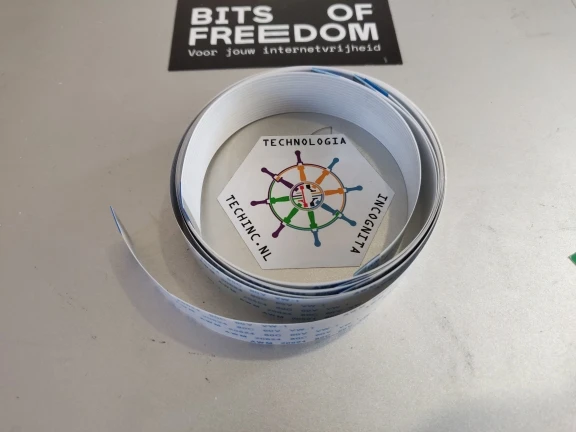 BITS OF
FREEDOM
Voor jouw internetvrijheid
TECHNOLOGIA
INCOGNITA
TECHINC.NL